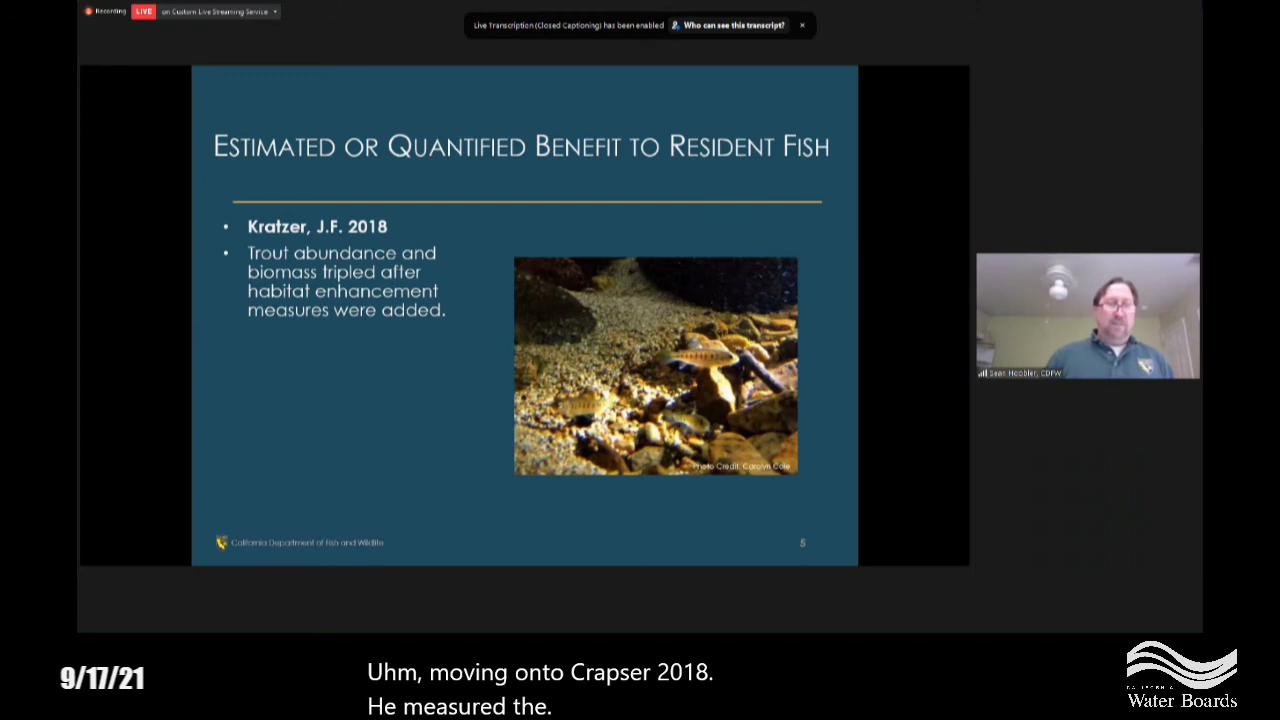 Recording LIVE on Custom Live Streaming Service
Live Transcription (Closed Captioning) has been enabled Who can see this transcript?
ESTIMATED OR QUANTIFIED BENEFIT TO RESIDENT FISH
• Kratzer, J.F. 2018
• Trout abundance and
biomass tripled after
habitat enhancement
measures were added.
Photo Credit: Carolyn Cole
Sean Hoobler, CDFW
California Department of Fish and Wildlife
5
9/17/21
Uhm, moving onto Crapser 2018.
He measured the.
CALIFORNIA
Water Boards